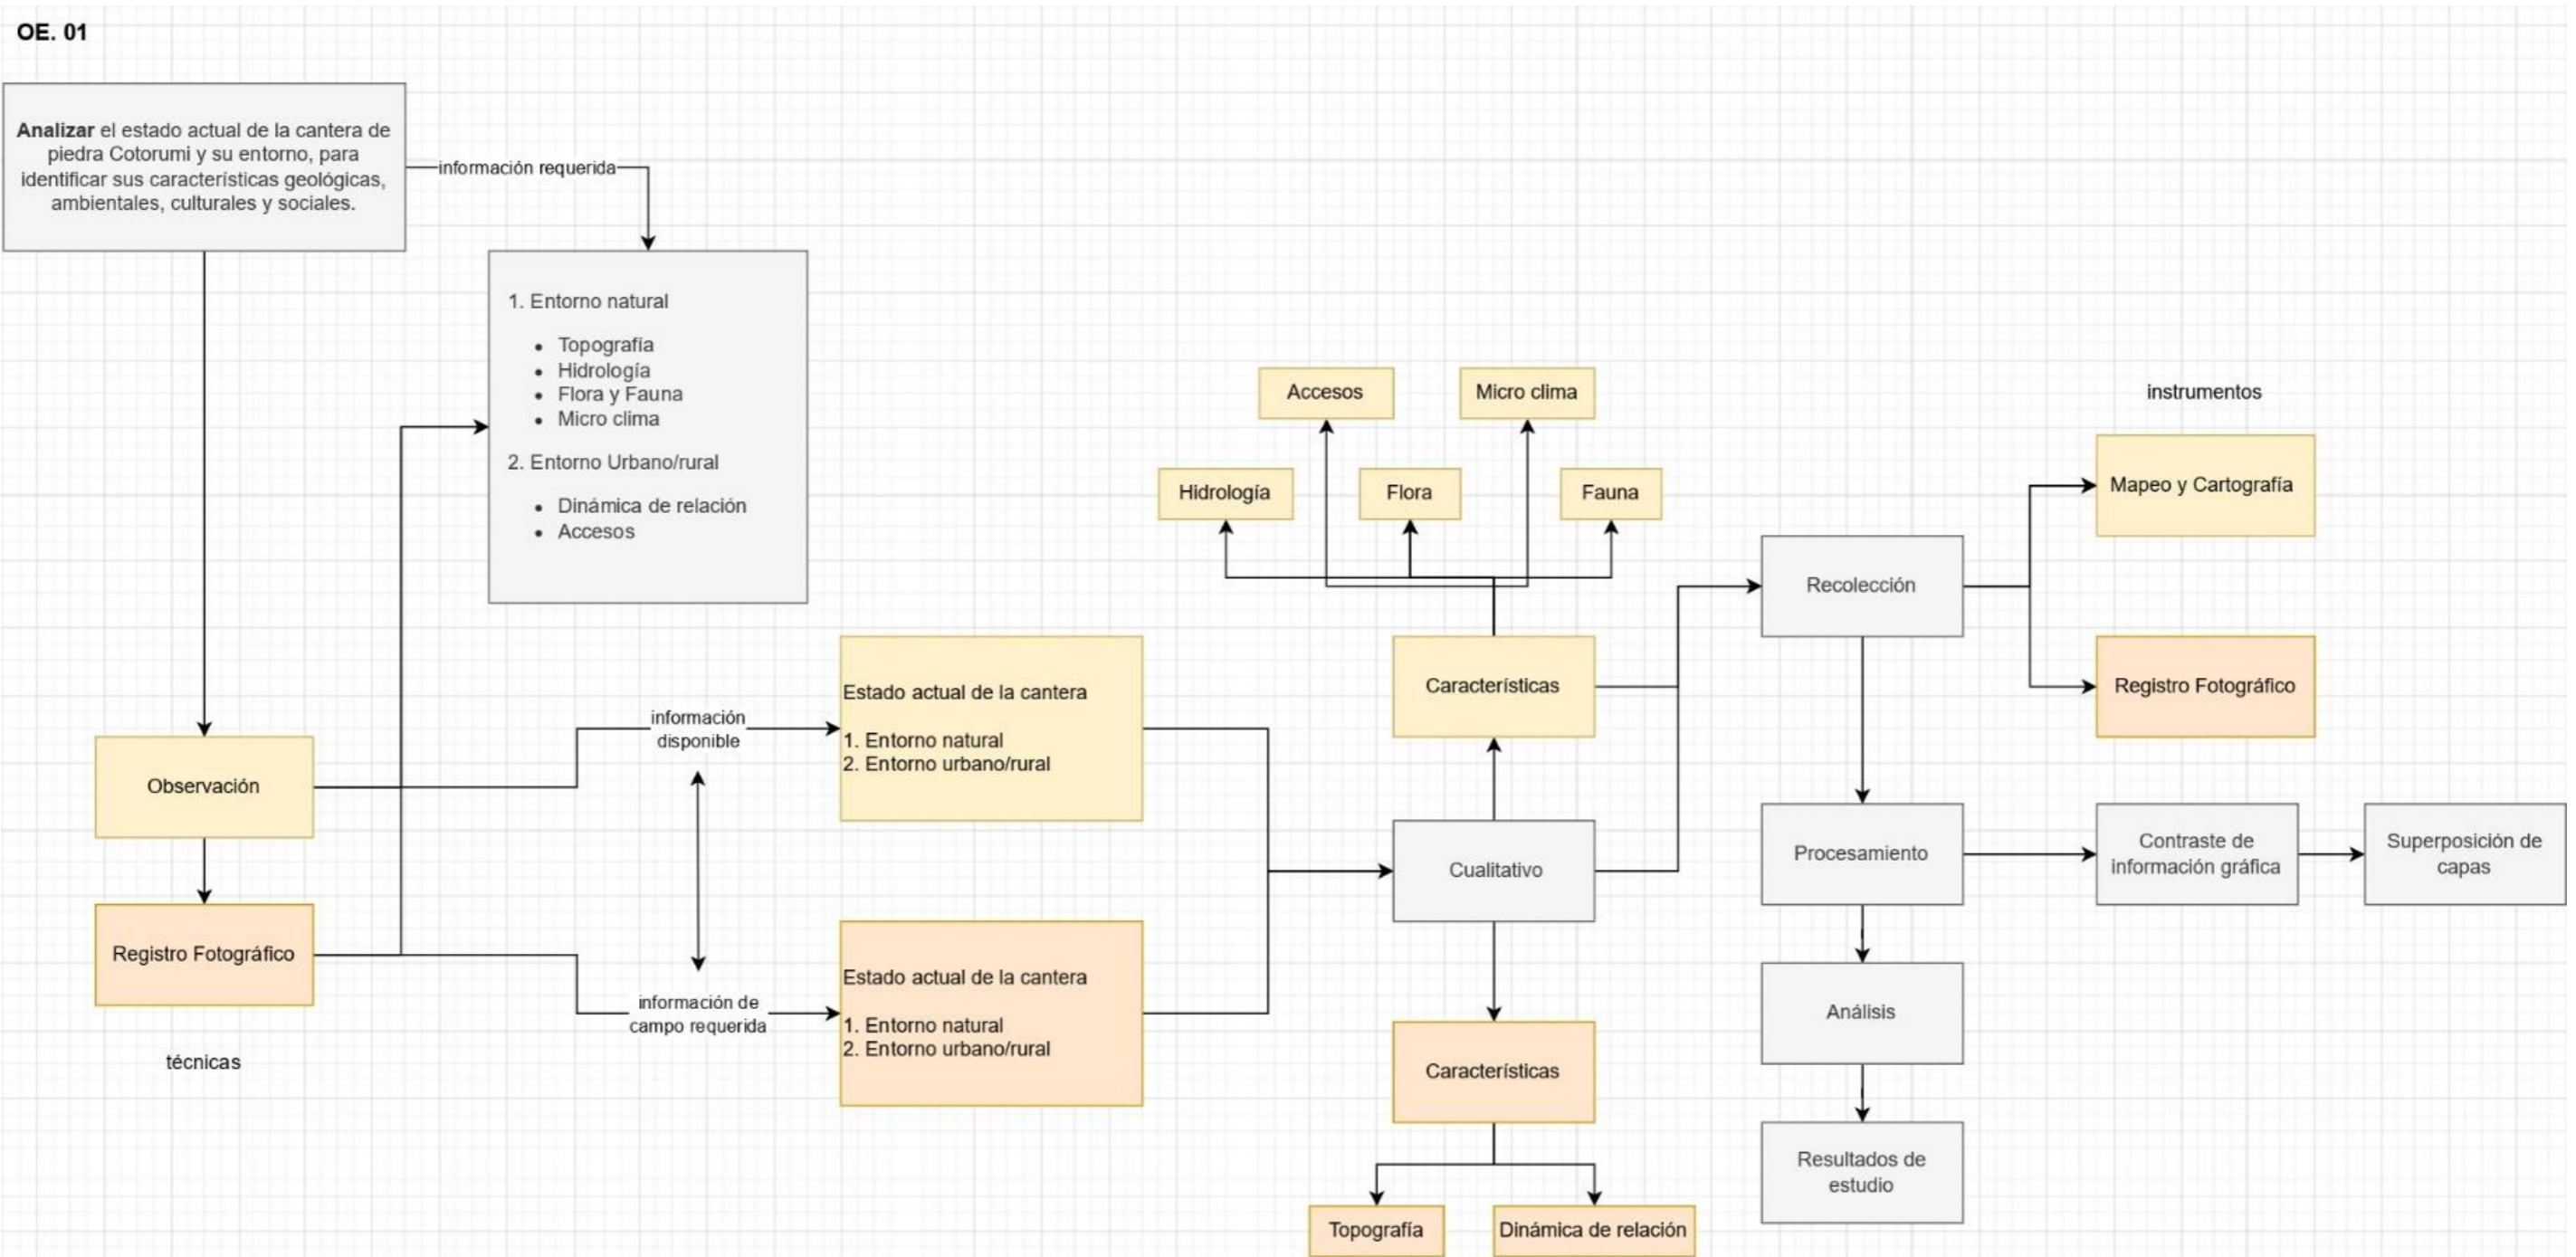 OE. 01
Analizar el estado actual de la cantera de
piedra Cotorumi y su entorno, para
identificar sus características geológicas,
ambientales, culturales y sociales.
información requerida
1. Entorno natural
• Topografía
• Hidrología
• Flora y Fauna
• Micro clima
2. Entorno Urbano/rural
• Dinámica de relación
• Accesos
Observación
Registro Fotográfico
técnicas
información
disponible
información de
campo requerida
Estado actual de la cantera
1. Entorno natural
2. Entorno urbano/rural
Estado actual de la cantera
1. Entorno natural
2. Entorno urbano/rural
Accesos
Micro clima
Hidrología
Flora
Fauna
Características
Cualitativo
Características
Topografía
Dinámica de relación
Recolección
Procesamiento
Análisis
Resultados de
estudio
instrumentos
Mapeo y Cartografía
Registro Fotográfico
Contraste de
información gráfica
Superposición de
capas